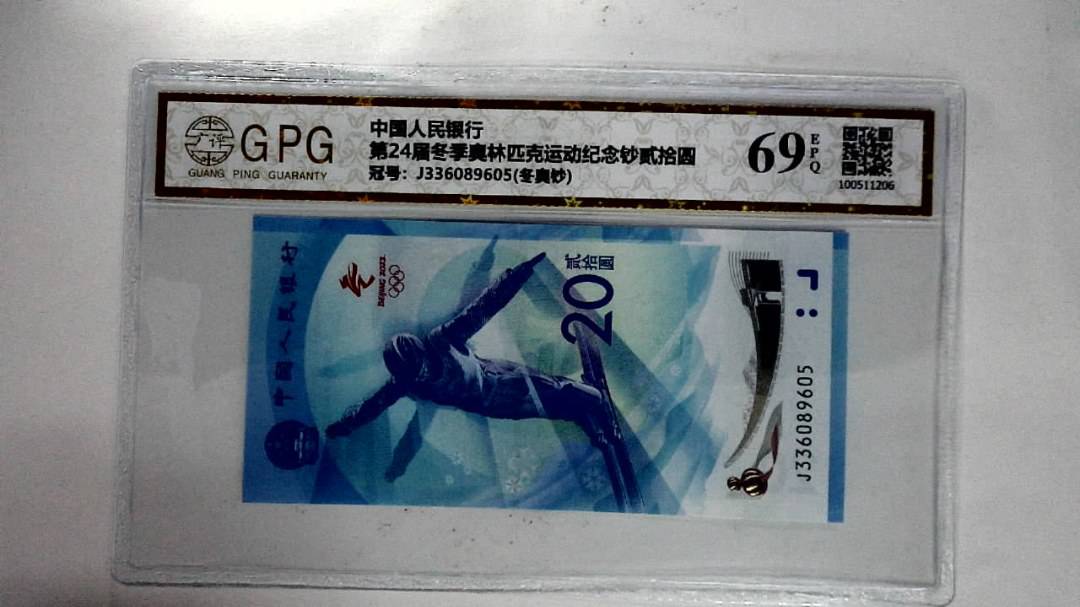 GPG
GUANG PING GUARANTY
中国人民银行
第24届冬季奥林匹克运动纪念钞贰拾圆
冠号：J336089605(冬奥钞)
69
EPQ
100511206
中国人民银行
BEIJING 2022
贰拾圆
20
J336089605